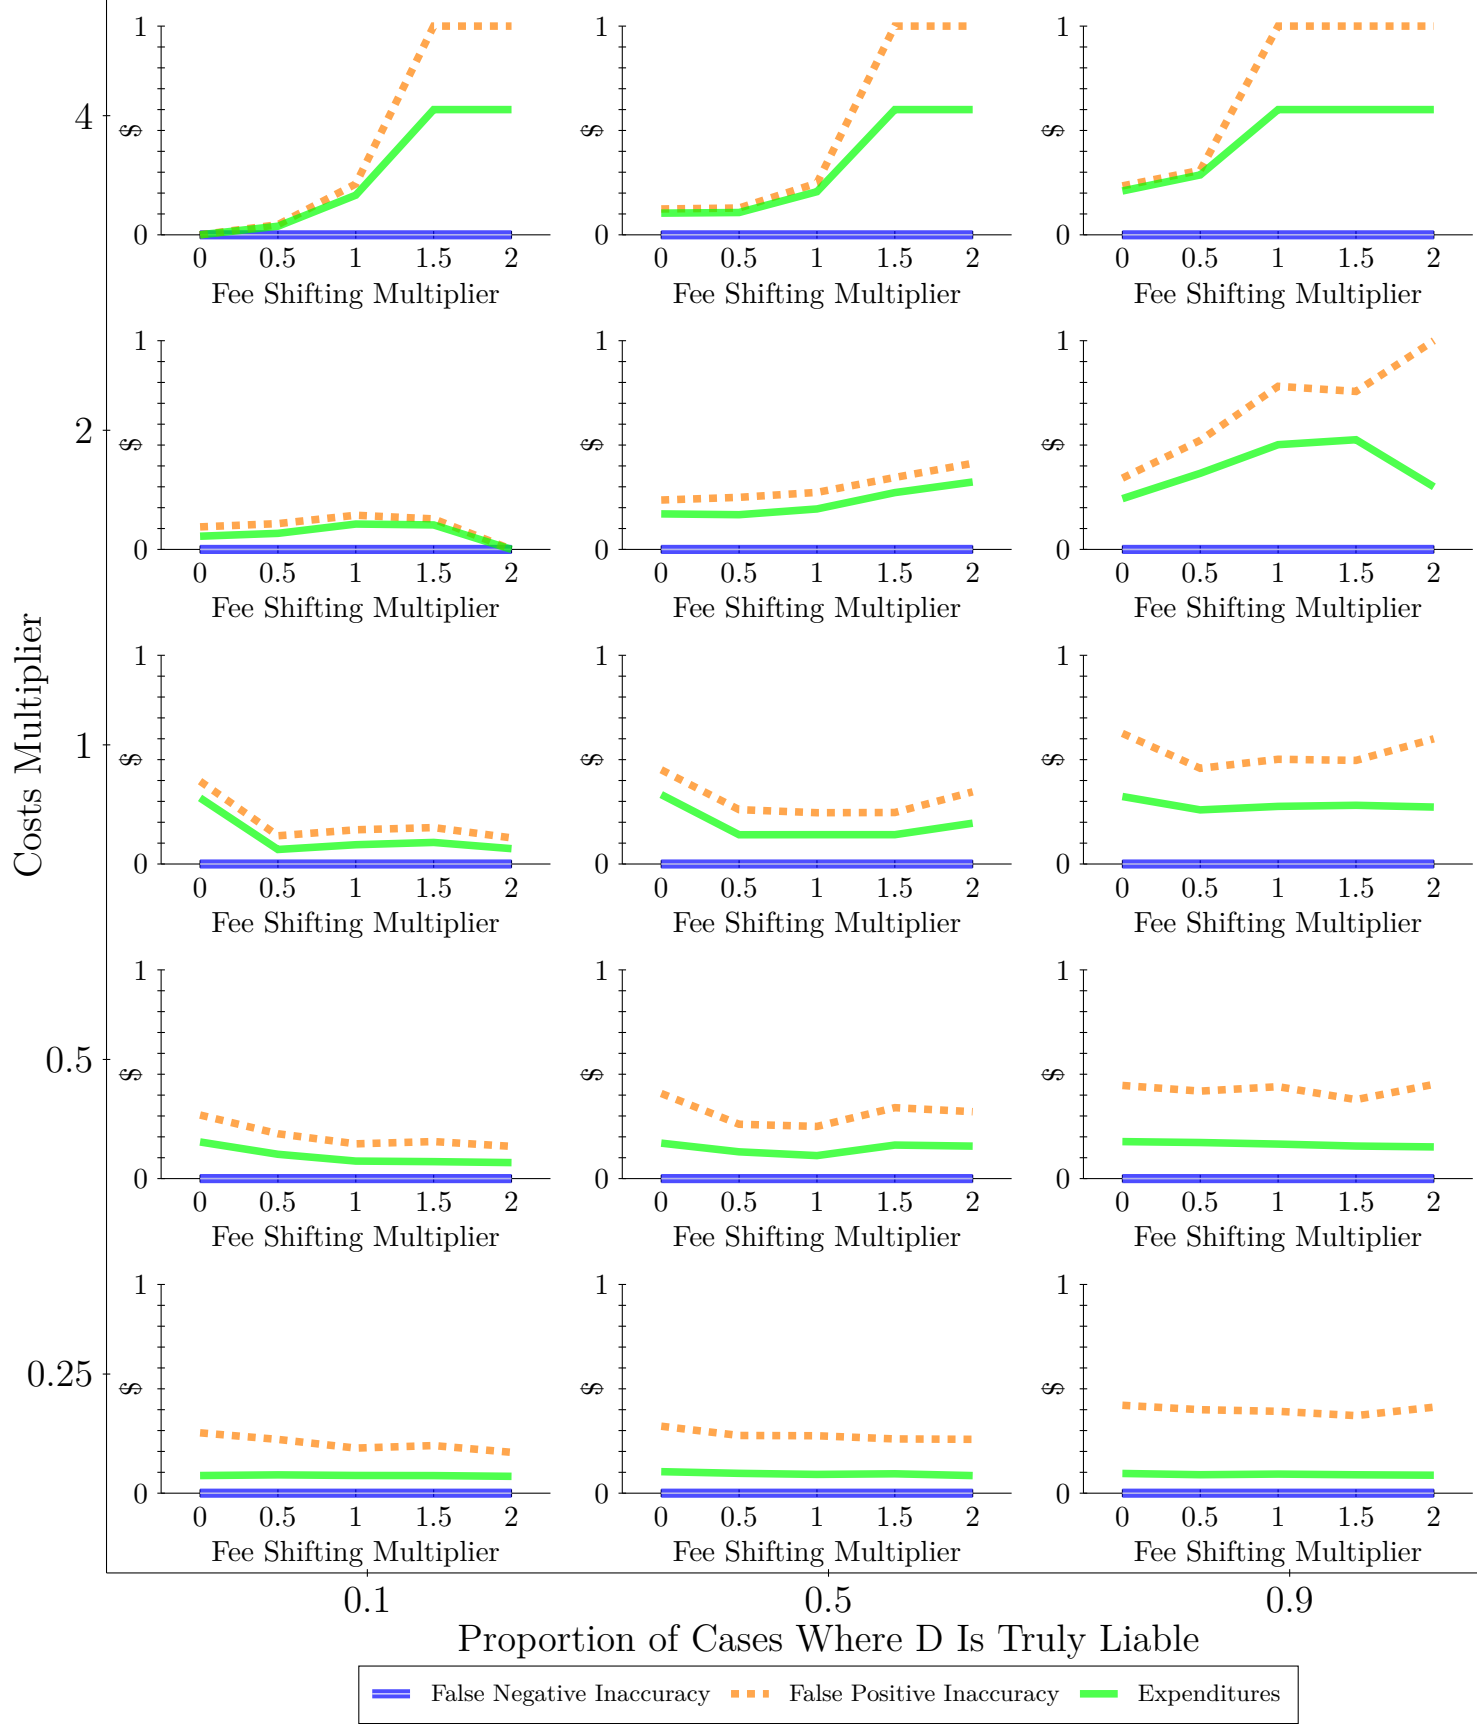 Costs Multiplier
4
1
$
0
0 0.5 1 1.5 2
Fee Shifting Multiplier
1
$
0
0 0.5 1 1.5 2
Fee Shifting Multiplier
1
$
0
0 0.5 1 1.5 2
Fee Shifting Multiplier
2
1
$
0
0 0.5 1 1.5 2
Fee Shifting Multiplier
1
$
0
0 0.5 1 1.5 2
Fee Shifting Multiplier
1
$
0
0 0.5 1 1.5 2
Fee Shifting Multiplier
1
1
$
0
0 0.5 1 1.5 2
Fee Shifting Multiplier
1
$
0
0 0.5 1 1.5 2
Fee Shifting Multiplier
1
$
0
0 0.5 1 1.5 2
Fee Shifting Multiplier
0.5
1
$
0
0 0.5 1 1.5 2
Fee Shifting Multiplier
1
$
0
0 0.5 1 1.5 2
Fee Shifting Multiplier
1
$
0
0 0.5 1 1.5 2
Fee Shifting Multiplier
0.25
1
$
0
0 0.5 1 1.5 2
Fee Shifting Multiplier
1
$
0
0 0.5 1 1.5 2
Fee Shifting Multiplier
1
$
0
0 0.5 1 1.5 2
Fee Shifting Multiplier
0.1 0.5 0.9
Proportion of Cases Where D Is Truly Liable
False Negative Inaccuracy False Positive Inaccuracy Expenditures